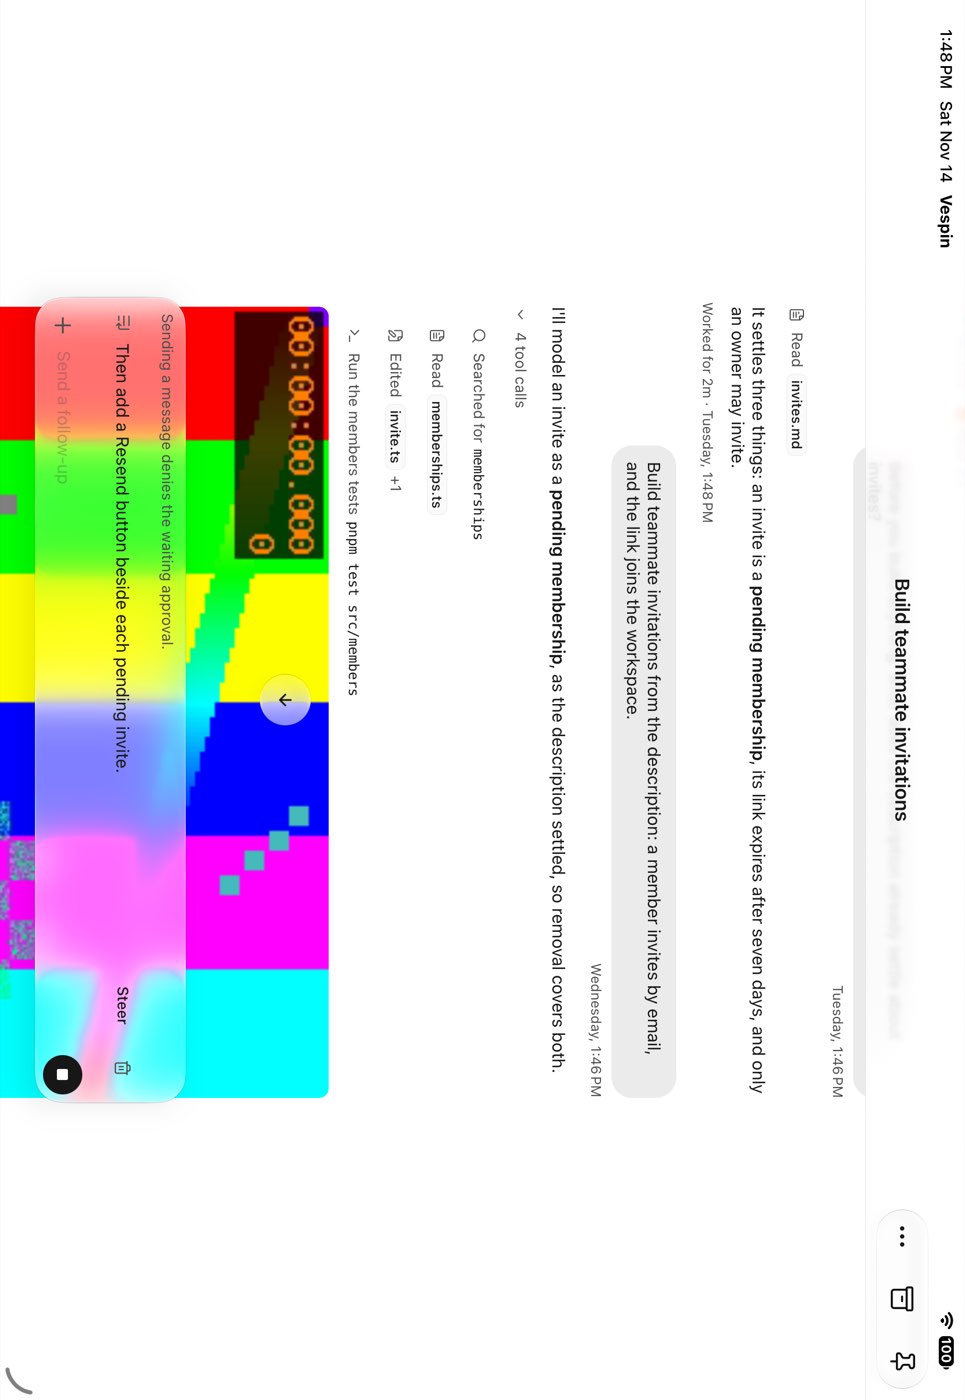 1:48 PM Sat Nov 14 Vespin
100
Build teammate invitations
invites?
Tuesday, 1:46 PM
Read invites.md
It settles three things: an invite is a pending membership, its link expires after seven days, and only
an owner may invite.
Worked for 2m · Tuesday, 1:48 PM
Build teammate invitations from the description: a member invites by email,
and the link joins the workspace.
Wednesday, 1:46 PM
I'll model an invite as a pending membership, as the description settled, so removal covers both.
4 tool calls
Searched for memberships
Read memberships.ts
Edited invite.ts +1
Run the members tests pnpm test src/members
00:00:00.000
0
Sending a message denies the waiting approval.
Then add a Resend button beside each pending invite.
Steer
Send a follow-up